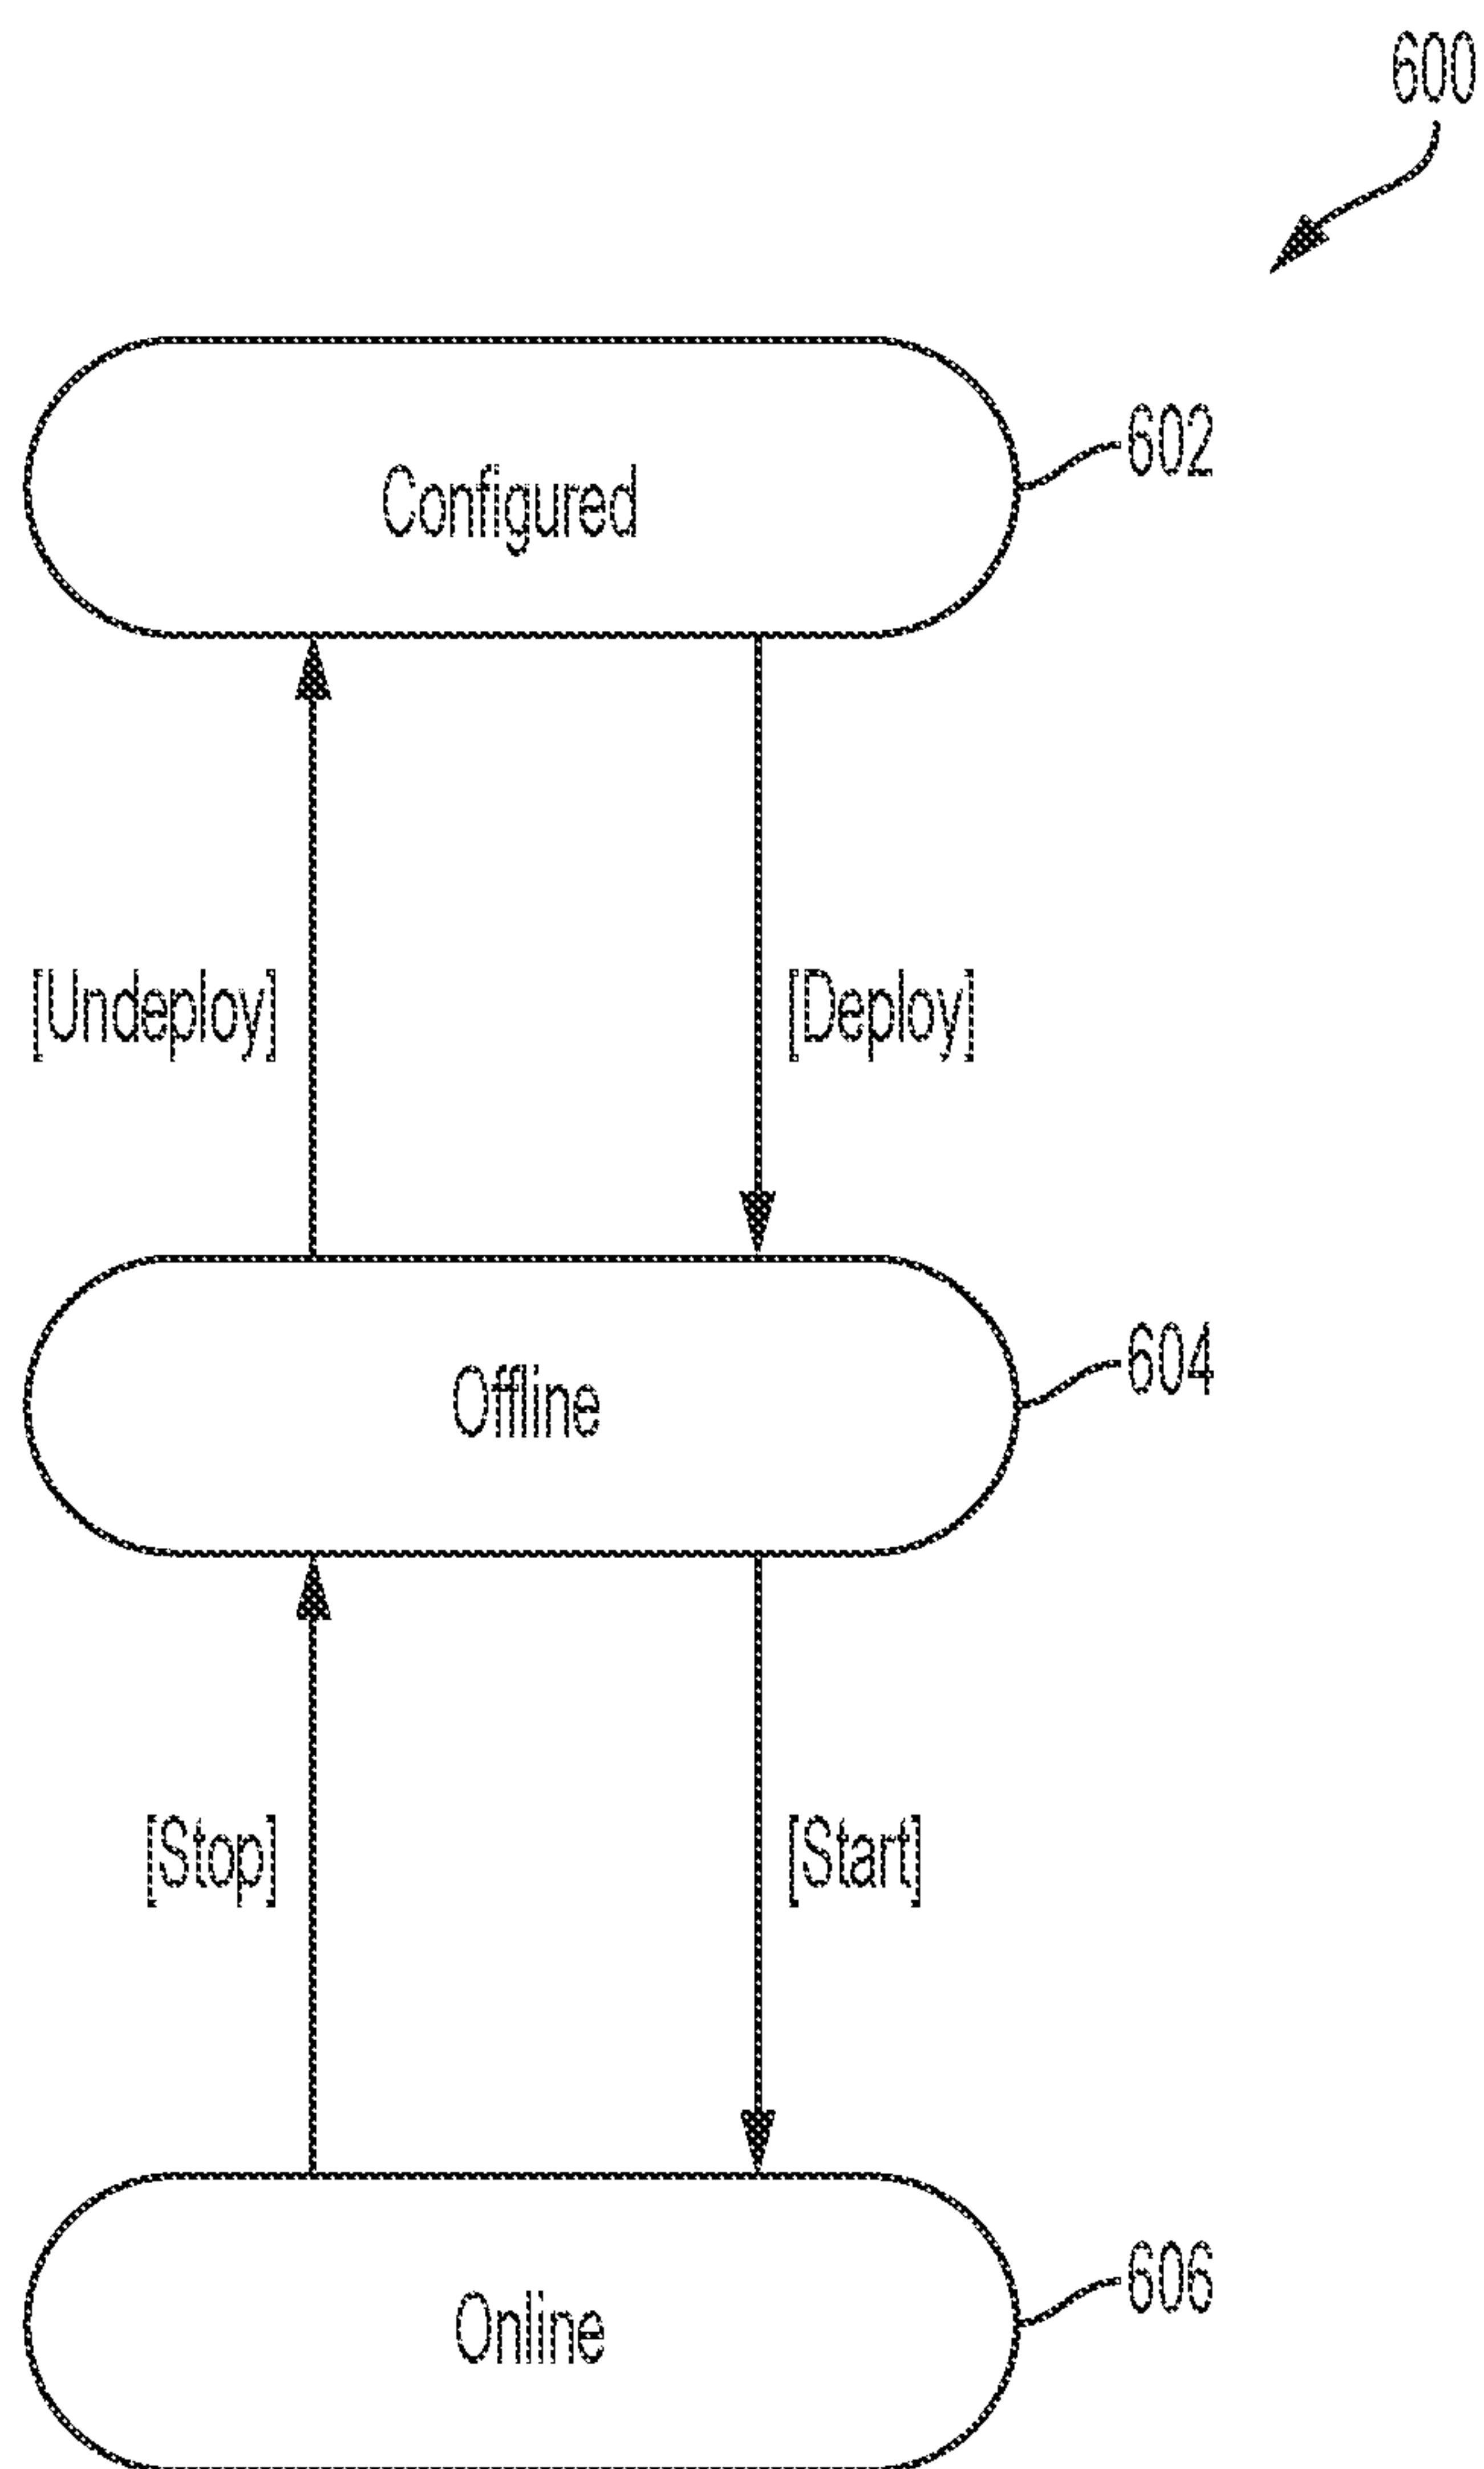 600
Configured
602
[Undeploy]
[Deploy]
Offline
604
[Stop]
[Start]
Online
606